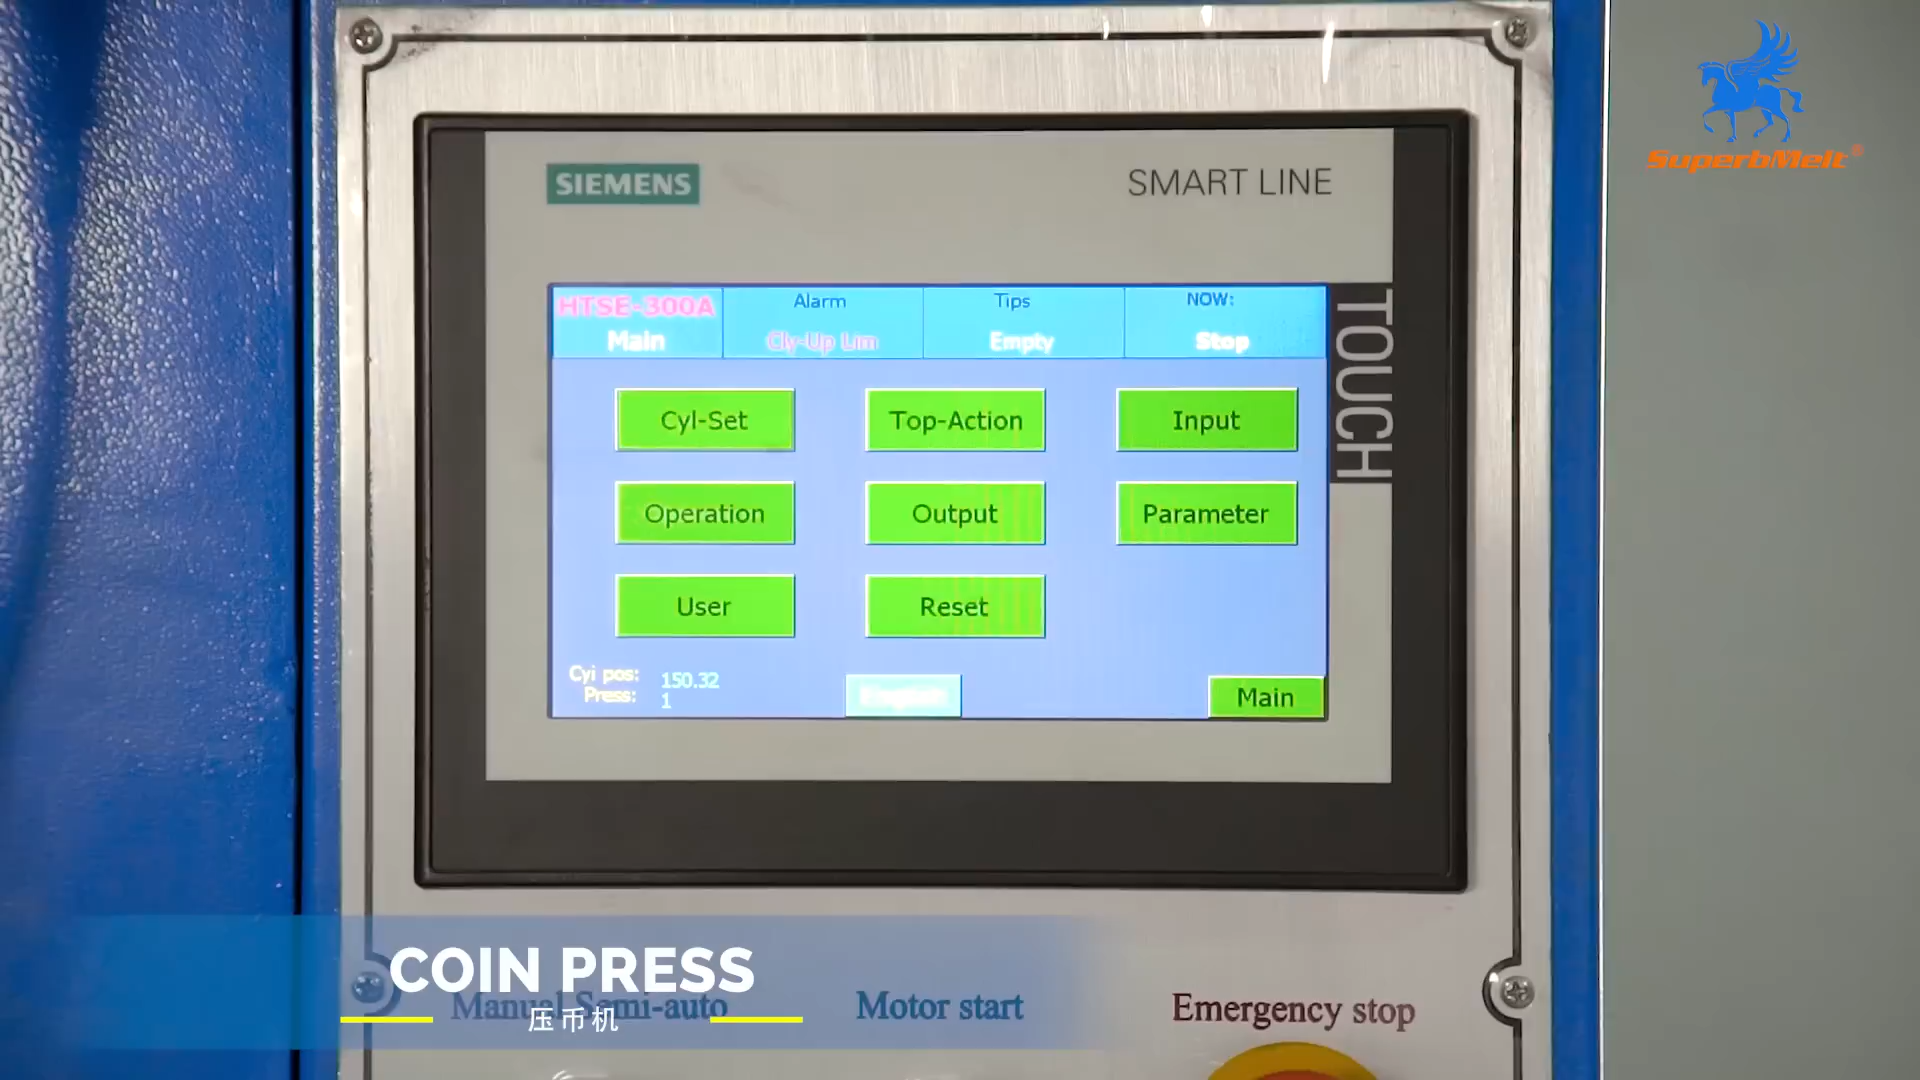 SuperbMelt®
SIEMENS
SMART LINE
TOUCH
HTSE-300A
Main
Alarm
Cly-Up Lim
Tips
Empty
NOW:
Stop
Cyl-Set
Top-Action
Input
Operation
Output
Parameter
User
Reset
Cyi pos:
150.32
Press:
1
Main
COIN PRESS
压币机
Manual Semi-auto
Motor start
Emergency stop